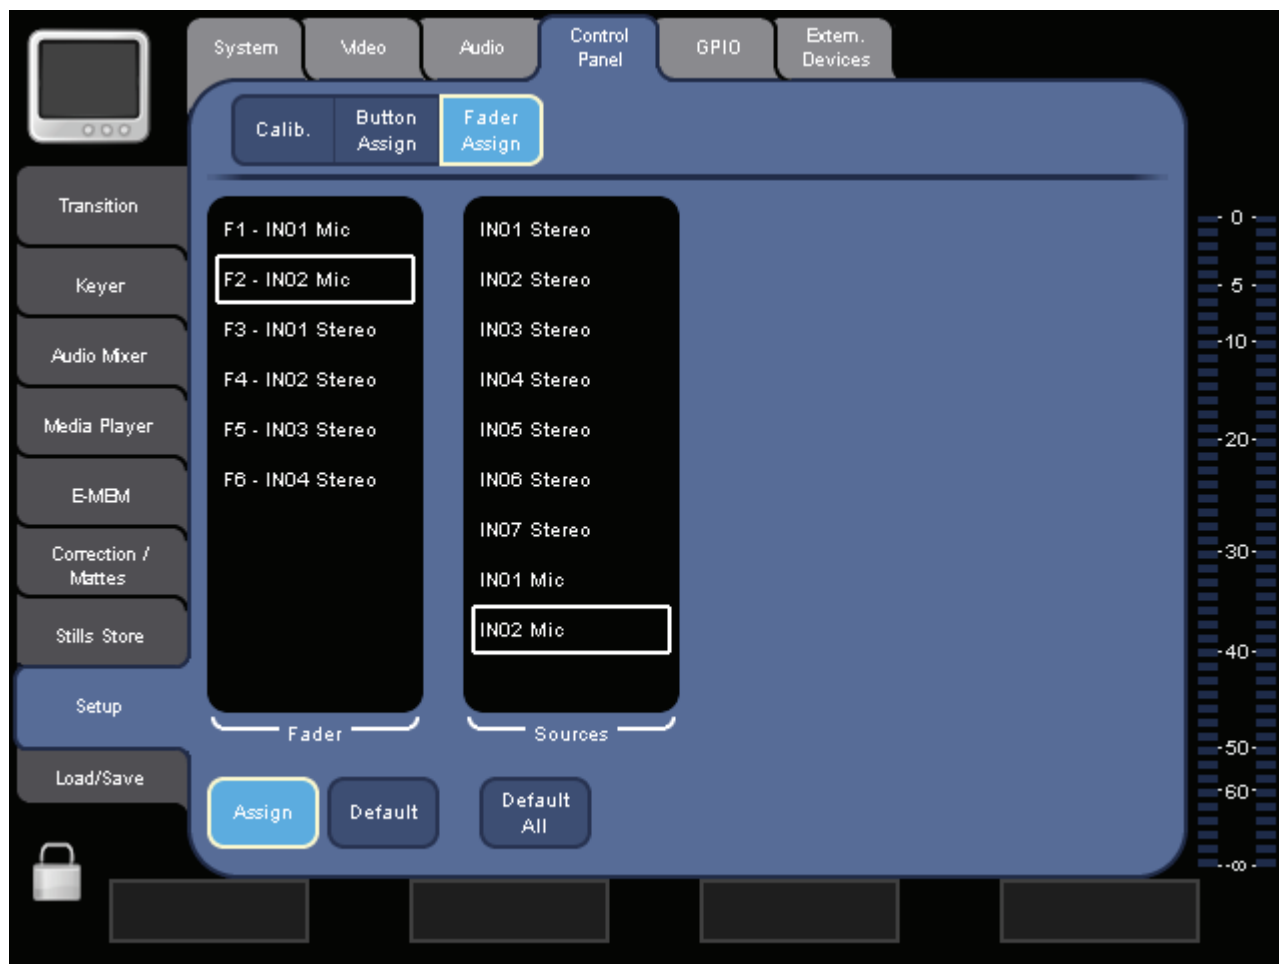 System
Video
Audio
Control
Panel
GPIO
Extern.
Devices
Calib.
Button
Assign
Fader
Assign
Transition
Keyer
Audio Mixer
Media Player
E-MEM
Correction /
Mattes
Stills Store
Setup
Load/Save
F1 - IN01 Mic
F2 - IN02 Mic
F3 - IN01 Stereo
F4 - IN02 Stereo
F5 - IN03 Stereo
F6 - IN04 Stereo
Fader
IN01 Stereo
IN02 Stereo
IN03 Stereo
IN04 Stereo
IN05 Stereo
IN06 Stereo
IN07 Stereo
IN01 Mic
IN02 Mic
Sources
Assign
Default
Default
All
- 0 -
- 5 -
-10-
-20-
-30-
-40-
-50-
-60-
--∞-